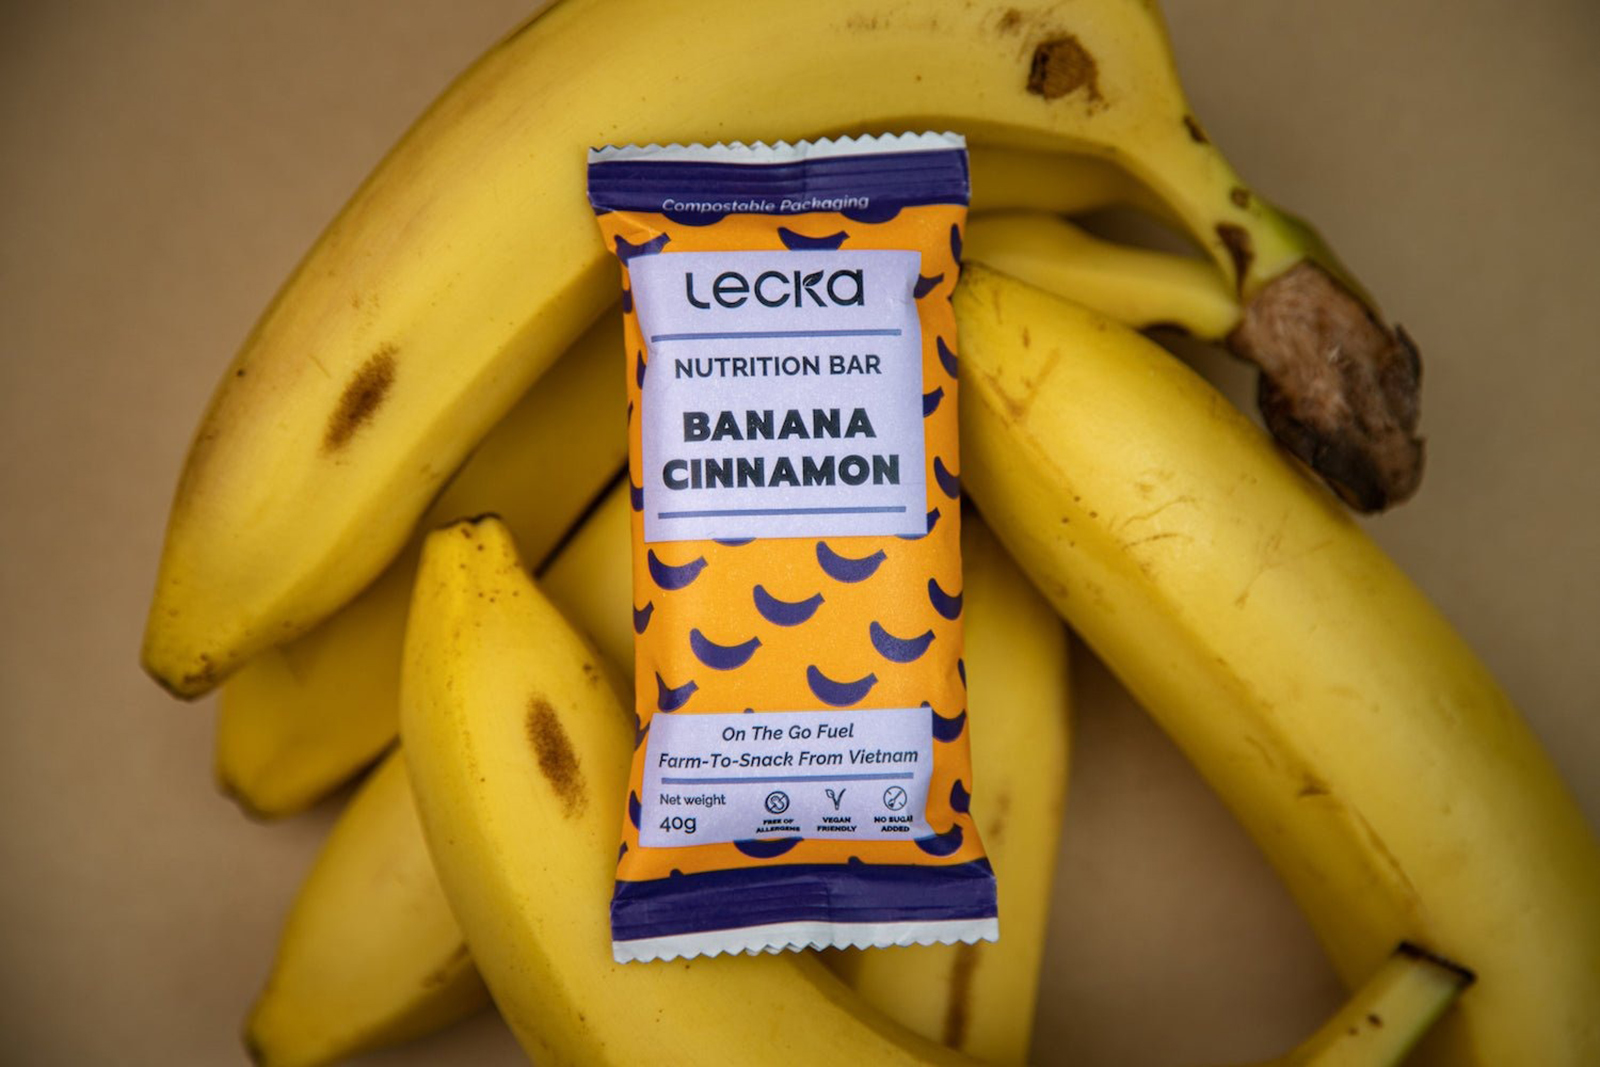 Compostable Packaging
Lecka
NUTRITION BAR
BANANA
CINNAMON
On The Go Fuel
Farm-To-Snack From Vietnam
Net weight
40g
FREE OF
ALLERGENS
VEGAN
FRIENDLY
NO SUGAR
ADDED